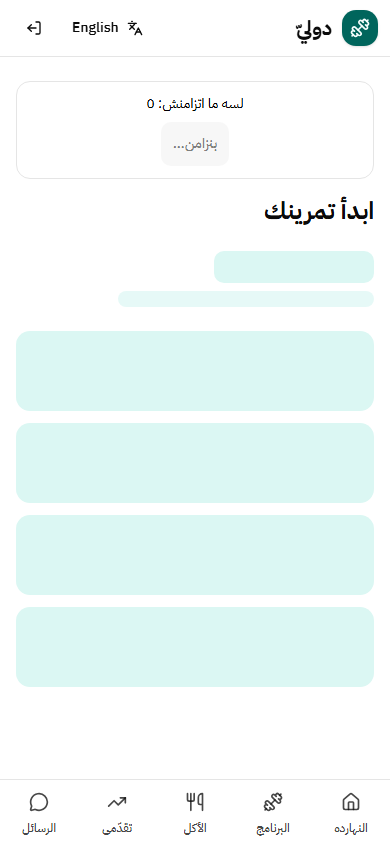 دوليّ
English
لسه ما اتزامنش: 0
بنزامن...
ابدأ تمرينك
النهارده
البرنامج
الأكل
تقدّمي
الرسائل